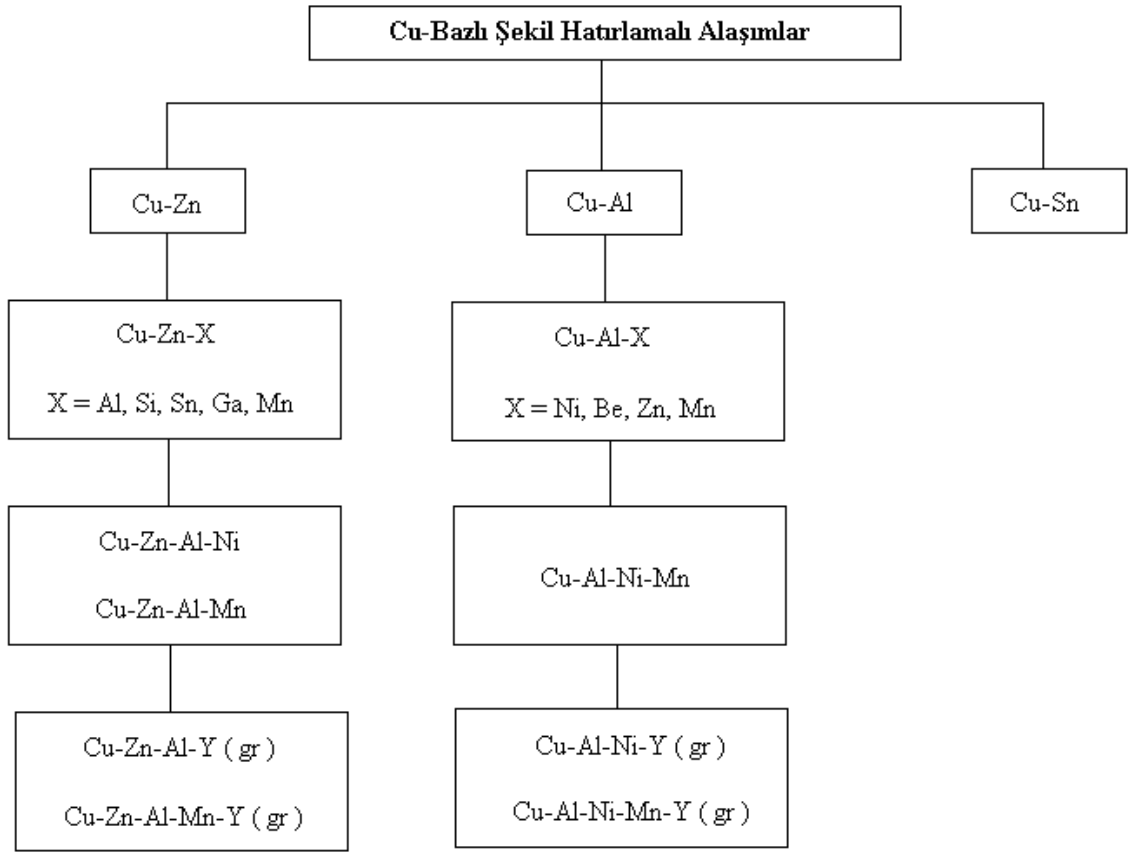 Cu-Bazlı Şekil Hatırlamalı Alaşımlar
Cu-Zn
Cu-Al
Cu-Sn
Cu-Zn-X
X = Al, Si, Sn, Ga, Mn
Cu-Al-X
X = Ni, Be, Zn, Mn
Cu-Zn-Al-Ni
Cu-Zn-Al-Mn
Cu-Al-Ni-Mn
Cu-Zn-Al-Y ( gr )
Cu-Zn-Al-Mn-Y ( gr )
Cu-Al-Ni-Y ( gr )
Cu-Al-Ni-Mn-Y ( gr )